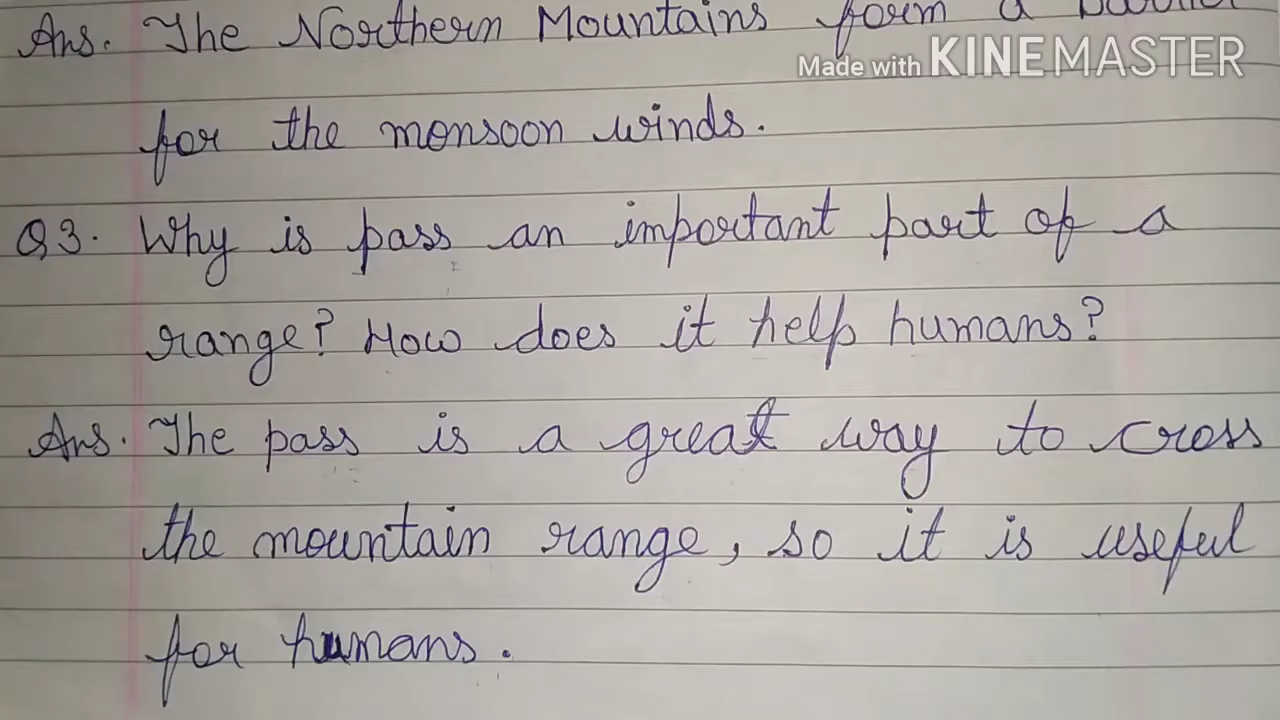 Ans. The Northern Mountains form a
Made with KINEMASTER
for the monsoon winds.
Q3. Why is pass an important part of a
range? How does it help humans?
Ans. The pass is a great way to cross
the mountain range, so it is useful
for humans.